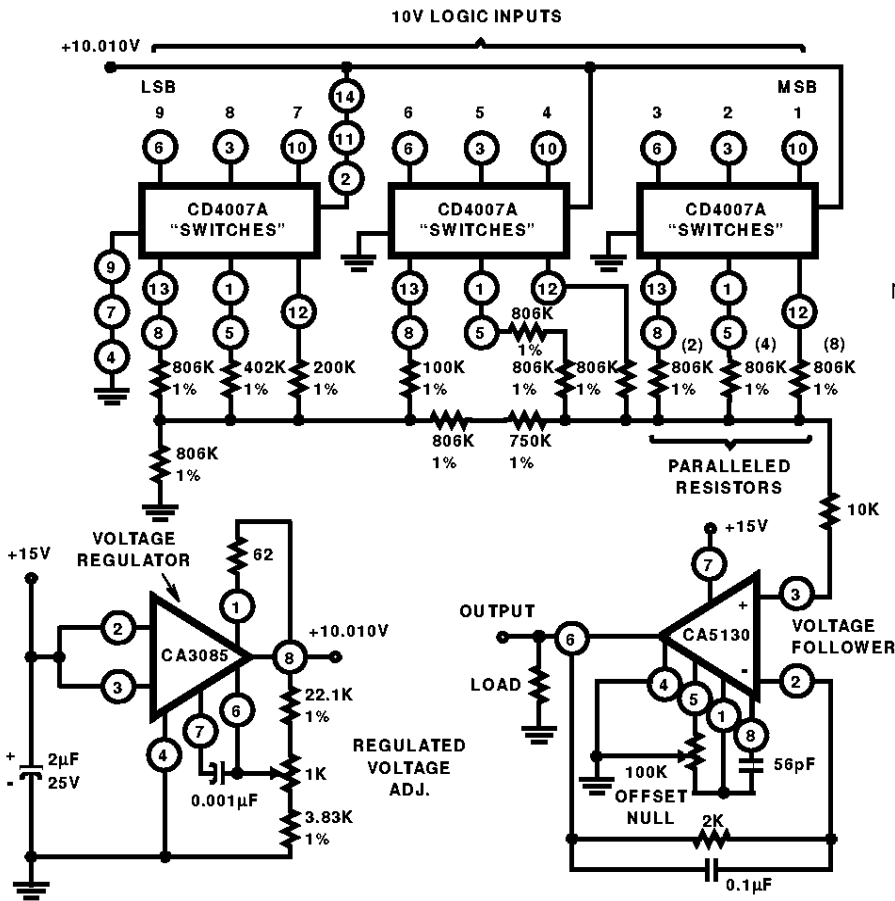 10V LOGIC INPUTS
+10.010V
LSB
MSB
9 8 7 6 5 4 3 2 1
14
11
2
6 3 10 6 3 10 6 3 10
CD4007A
"SWITCHES"
CD4007A
"SWITCHES"
CD4007A
"SWITCHES"
9
7
4
13 1 12 13 1 12 13 1 12
8 5 8 5 8 5
806K
1%
(2) (4) (8)
806K
1%
402K
1%
200K
1%
100K
1%
806K
1%
806K
1%
806K
1%
806K
1%
806K
1%
806K
1%
806K
1%
750K
1%
PARALLELED
RESISTORS
10K
VOLTAGE
REGULATOR
+15V
62
1
2
3
CA3085
8
+10.010V
7
6
4
22.1K
1%
1K
0.001µF
3.83K
1%
+
-
2µF
25V
REGULATED
VOLTAGE
ADJ.
+15V
7
3
+
CA5130
-
VOLTAGE
FOLLOWER
2
OUTPUT
6
LOAD
4
5
1
8
56pF
100K
OFFSET
NULL
2K
0.1µF